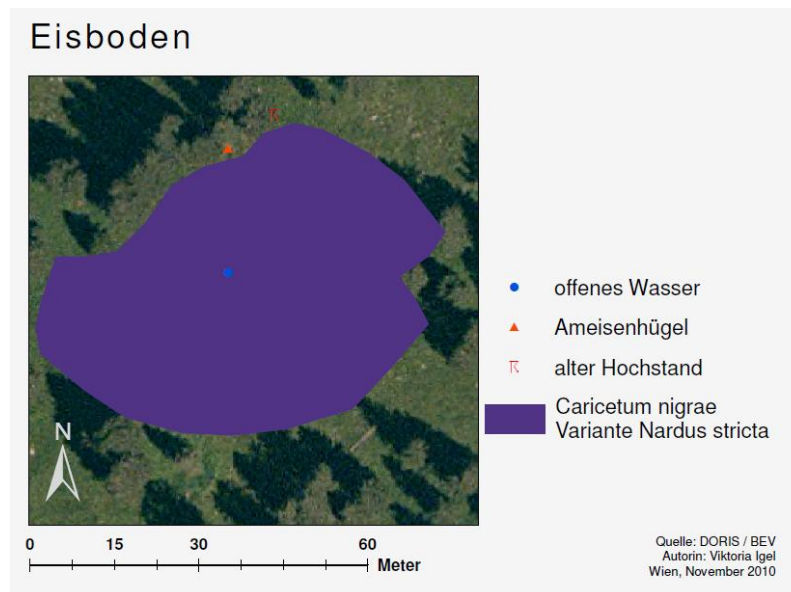 Eisboden
offenes Wasser
Ameisenhügel
alter Hochstand
Caricetum nigrae
Variante Nardus stricta
N
0 15 30 60
Meter
Quelle: DORIS / BEV
Autorin: Viktoria Igel
Wien, November 2010